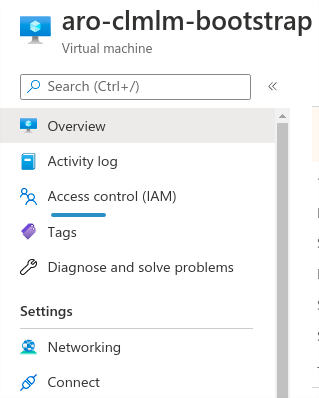 aro-clmlm-bootstrap
Virtual machine
Search (Ctrl+/)
«
Overview
Activity log
Access control (IAM)
Tags
Diagnose and solve problems
Settings
Networking
Connect